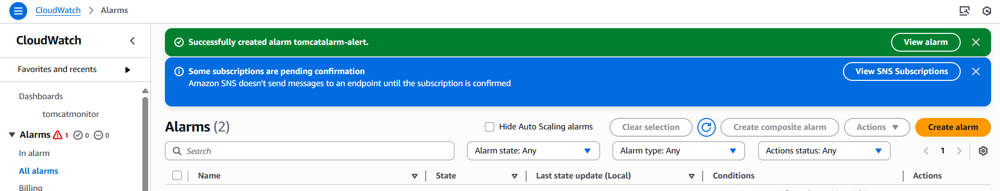 CloudWatch > Alarms
CloudWatch
Favorites and recents
Dashboards
tomcatmonitor
Alarms 1 0 0
In alarm
All alarms
Billing
Successfully created alarm tomcatalarm-alert.
View alarm
Some subscriptions are pending confirmation
Amazon SNS doesn't send messages to an endpoint until the subscription is confirmed
View SNS Subscriptions
Alarms (2)
Hide Auto Scaling alarms
Clear selection
Create composite alarm
Actions
Create alarm
Search
Alarm state: Any
Alarm type: Any
Actions status: Any
1
Name
State
Last state update (Local)
Conditions
Actions